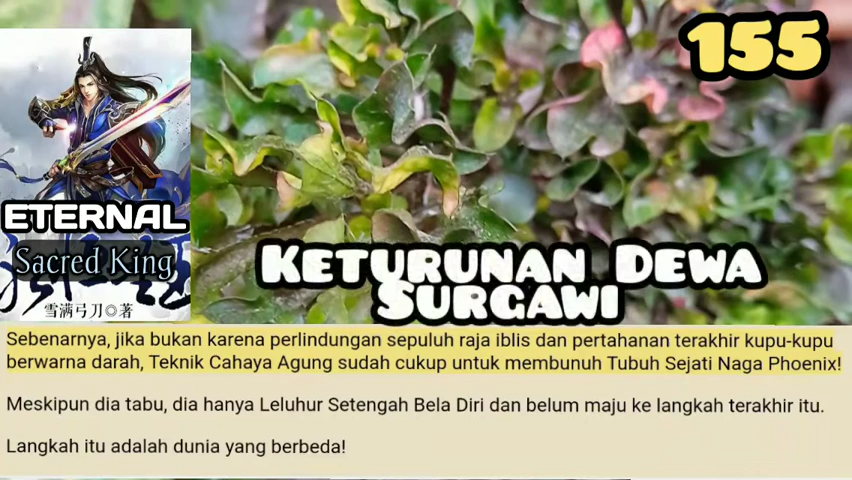 155
ETERNAL
Sacred King
雪满弓刀◎著
KETURUNAN DEWA
SURGAWI
Sebenarnya, jika bukan karena perlindungan sepuluh raja iblis dan pertahanan terakhir kupu-kupu
berwarna darah, Teknik Cahaya Agung sudah cukup untuk membunuh Tubuh Sejati Naga Phoenix!
Meskipun dia tabu, dia hanya Leluhur Setengah Bela Diri dan belum maju ke langkah terakhir itu.
Langkah itu adalah dunia yang berbeda!